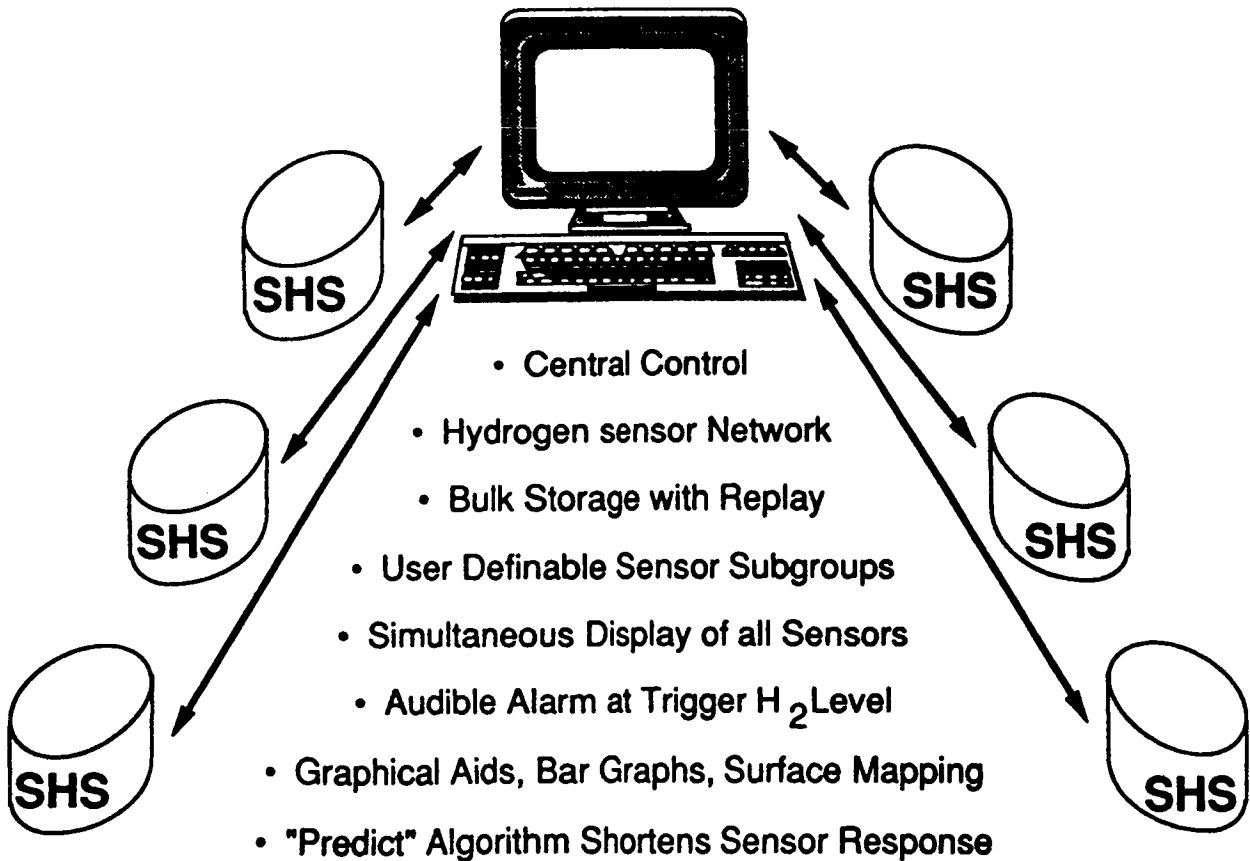 SHS
SHS
• Central Control
• Hydrogen sensor Network
• Bulk Storage with Replay
SHS
SHS
• User Definable Sensor Subgroups
• Simultaneous Display of all Sensors
• Audible Alarm at Trigger H2 Level
• Graphical Aids, Bar Graphs, Surface Mapping
SHS
SHS
• "Predict" Algorithm Shortens Sensor Response